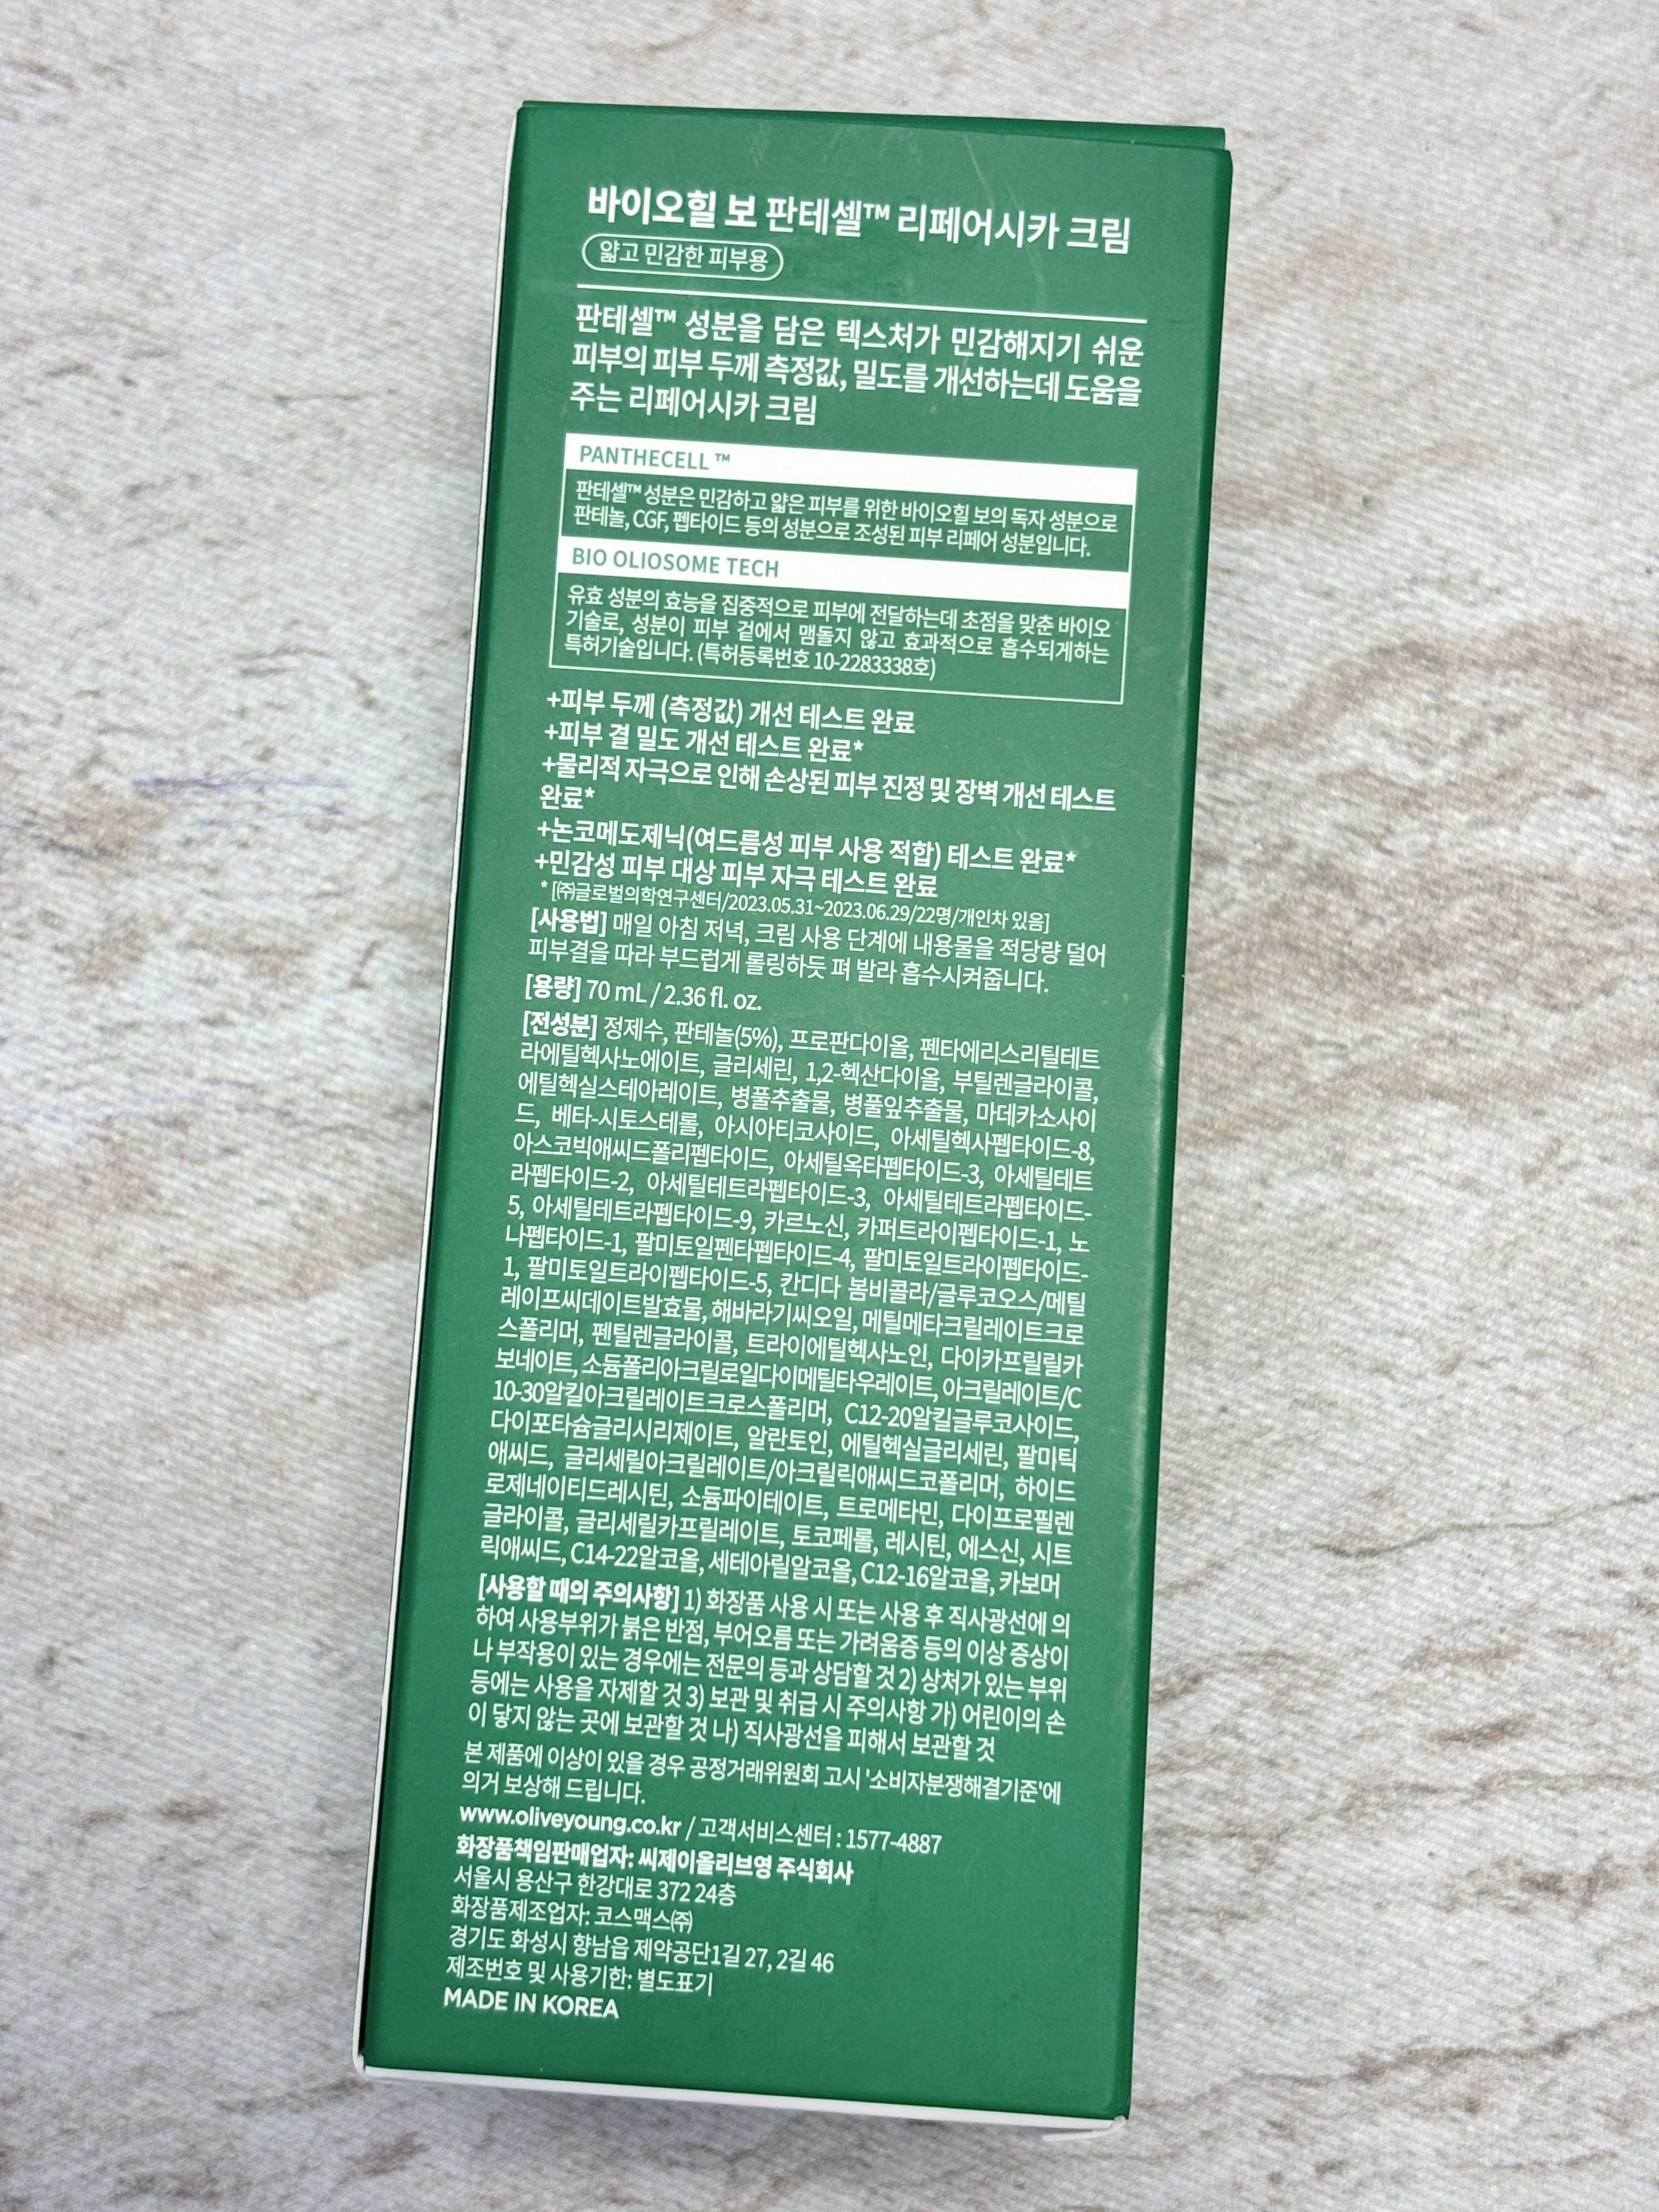 바이오힐 보 판테셀™ 리페어시카 크림
얇고 민감한 피부용
판테셀™ 성분을 담은 텍스처가 민감해지기 쉬운
피부의 피부 두께 측정값, 밀도를 개선하는데 도움을
주는 리페어시카 크림
PANTHECELL™
판테셀™ 성분은 민감하고 얇은 피부를 위한 바이오힐 보의 독자 성분으로
판테놀, CGF, 펩타이드 등의 성분으로 조성된 피부 리페어 성분입니다.
BIO OLIOSOME TECH
유효 성분의 효능을 집중적으로 피부에 전달하는데 초점을 맞춘 바이오
기술로, 성분이 피부 겉에서 맴돌지 않고 효과적으로 흡수되게하는
특허기술입니다. (특허등록번호 10-2283338호)
+피부 두께 (측정값) 개선 테스트 완료
+피부 결 밀도 개선 테스트 완료*
+물리적 자극으로 인해 손상된 피부 진정 및 장벽 개선 테스트
완료*
+논코메도제닉(여드름성 피부 사용 적합) 테스트 완료*
+민감성 피부 대상 피부 자극 테스트 완료
* [㈜글로벌의학연구센터/2023.05.31~2023.06.29/22명/개인차 있음]
[사용법] 매일 아침 저녁, 크림 사용 단계에 내용물을 적당량 덜어
피부결을 따라 부드럽게 롤링하듯 펴 발라 흡수시켜줍니다.
[용량] 70 mL / 2.36 fl. oz.
[전성분] 정제수, 판테놀(5%), 프로판다이올, 펜타에리스리틸테트
라에틸헥사노에이트, 글리세린, 1,2-헥산다이올, 부틸렌글라이콜,
에틸헥실스테아레이트, 병풀추출물, 병풀잎추출물, 마데카소사이
드, 베타-시토스테롤, 아시아티코사이드, 아세틸헥사펩타이드-8,
아스코빅애씨드폴리펩타이드, 아세틸옥타펩타이드-3, 아세틸테트
라펩타이드-2, 아세틸테트라펩타이드-3, 아세틸테트라펩타이드-
5, 아세틸테트라펩타이드-9, 카르노신, 카퍼트라이펩타이드-1, 노
나펩타이드-1, 팔미토일펜타펩타이드-4, 팔미토일트라이펩타이드-
1, 팔미토일트라이펩타이드-5, 칸디다 봄비콜라/글루코오스/메틸
레이프씨데이트발효물, 해바라기씨오일, 메틸메타크릴레이트크로
스폴리머, 펜틸렌글라이콜, 트라이에틸헥사노인, 다이카프릴릴카
보네이트, 소듐폴리아크릴로일다이메틸타우레이트, 아크릴레이트/C
10-30알킬아크릴레이트크로스폴리머, C12-20알킬글루코사이드,
다이포타슘글리시리제이트, 알란토인, 에틸헥실글리세린, 팔미틱
애씨드, 글리세릴아크릴레이트/아크릴릭애씨드코폴리머, 하이드
로제네이티드레시틴, 소듐파이테이트, 트로메타민, 다이프로필렌
글라이콜, 글리세릴카프릴레이트, 토코페롤, 레시틴, 에스신, 시트
릭애씨드, C14-22알코올, 세테아릴알코올, C12-16알코올, 카보머
[사용할 때의 주의사항] 1) 화장품 사용 시 또는 사용 후 직사광선에 의
하여 사용부위가 붉은 반점, 부어오름 또는 가려움증 등의 이상 증상이
나 부작용이 있는 경우에는 전문의 등과 상담할 것 2) 상처가 있는 부위
등에는 사용을 자제할 것 3) 보관 및 취급 시 주의사항 가) 어린이의 손
이 닿지 않는 곳에 보관할 것 나) 직사광선을 피해서 보관할 것
본 제품에 이상이 있을 경우 공정거래위원회 고시 '소비자분쟁해결기준'에
의거 보상해 드립니다.
www.oliveyoung.co.kr / 고객서비스센터 : 1577-4887
화장품책임판매업자: 씨제이올리브영 주식회사
서울시 용산구 한강대로 372 24층
화장품제조업자: 코스맥스㈜
경기도 화성시 향남읍 제약공단1길 27, 2길 46
제조번호 및 사용기한: 별도표기
MADE IN KOREA